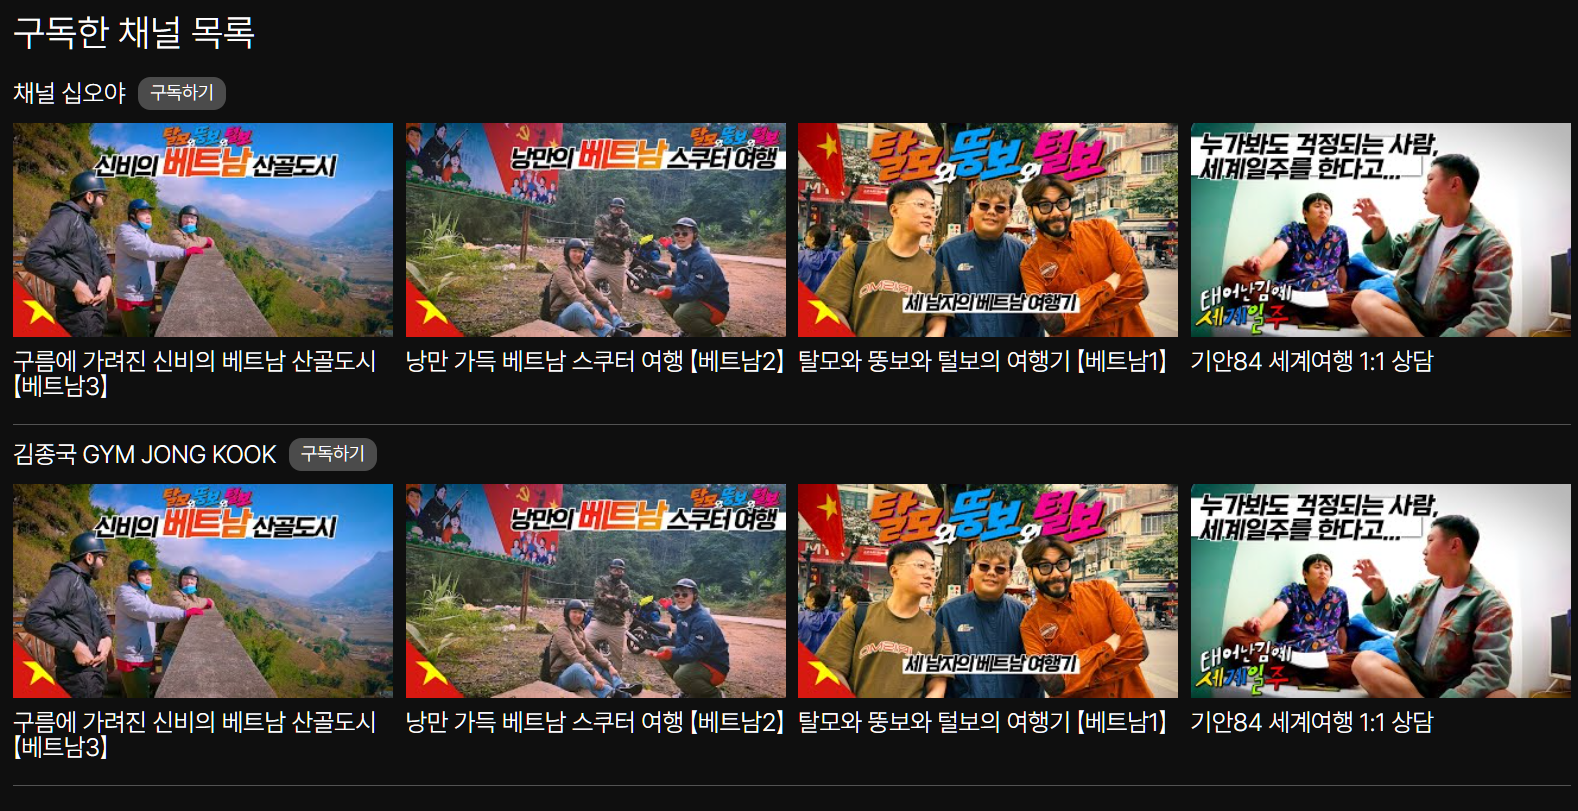 구독한 채널 목록
채널 십오야 구독하기
탈모와뚱보와털보
신비의 베트남 산골도시
탈모와뚱보와털보
낭만의 베트남 스쿠터 여행
탈모와뚱보와털보
세 남자의 베트남 여행기
누가봐도 걱정되는 사람,
세계일주를 한다고...
태어난김에
세계일주
구름에 가려진 신비의 베트남 산골도시
【베트남3】
낭만 가득 베트남 스쿠터 여행 【베트남2】
탈모와 뚱보와 털보의 여행기 【베트남1】
기안84 세계여행 1:1 상담
김종국 GYM JONG KOOK 구독하기
탈모와뚱보와털보
신비의 베트남 산골도시
탈모와뚱보와털보
낭만의 베트남 스쿠터 여행
탈모와뚱보와털보
세 남자의 베트남 여행기
누가봐도 걱정되는 사람,
세계일주를 한다고...
태어난김에
세계일주
구름에 가려진 신비의 베트남 산골도시
【베트남3】
낭만 가득 베트남 스쿠터 여행 【베트남2】
탈모와 뚱보와 털보의 여행기 【베트남1】
기안84 세계여행 1:1 상담